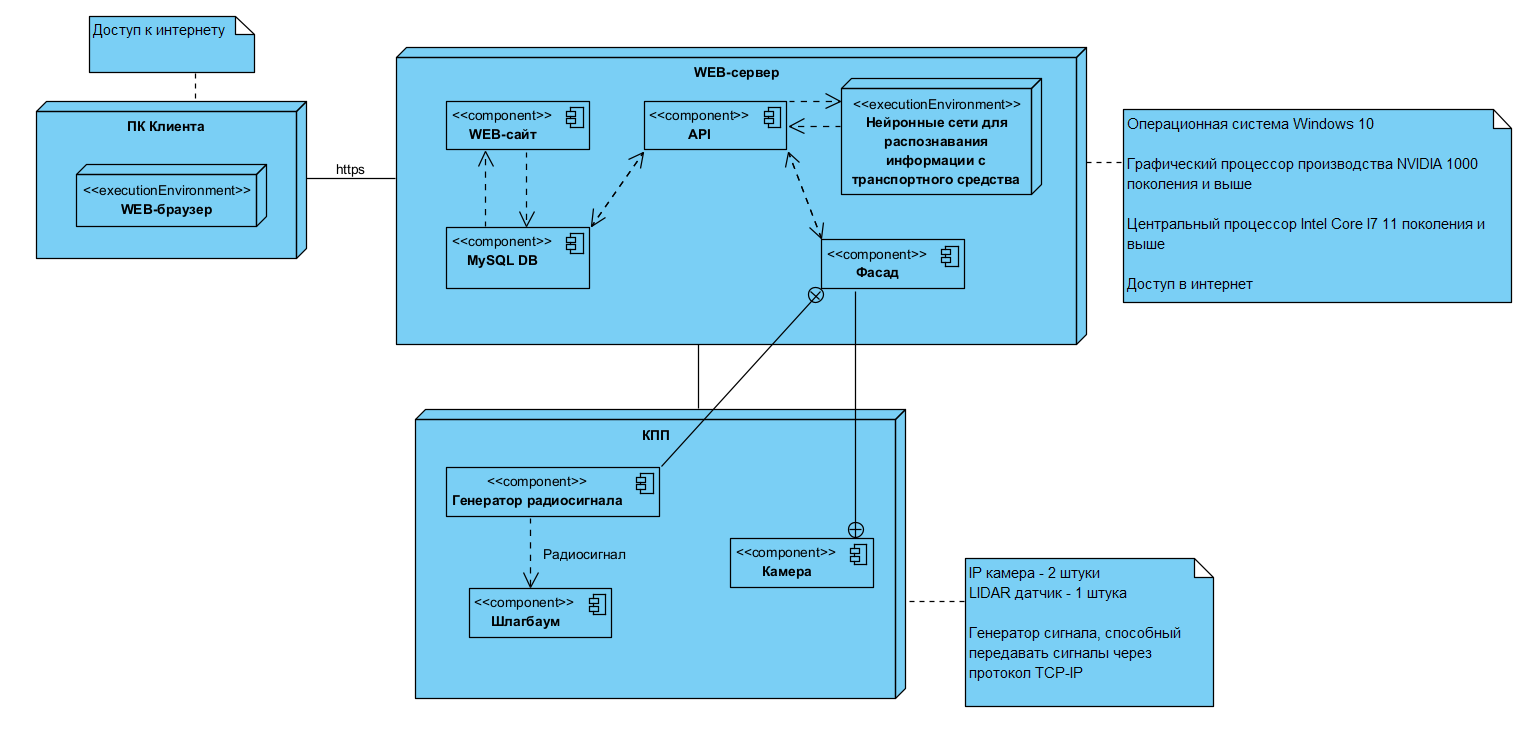 Доступ к интернету
ПК Клиента
<<executionEnvironment>>
WEB-браузер
https
WEB-сервер
<<component>>
WEB-сайт
<<component>>
API
<<executionEnvironment>>
Нейронные сети для
распознавания
информации с
транспортного средства
<<component>>
MySQL DB
<<component>>
Фасад
Операционная система Windows 10
Графический процессор производства NVIDIA 1000
поколения и выше
Центральный процессор Intel Core I7 11 поколения и
выше
Доступ в интернет
КПП
<<component>>
Генератор радиосигнала
Радиосигнал
<<component>>
Шлагбаум
<<component>>
Камера
IP камера - 2 штуки
LIDAR датчик - 1 штука
Генератор сигнала, способный
передавать сигналы через
протокол TCP-IP